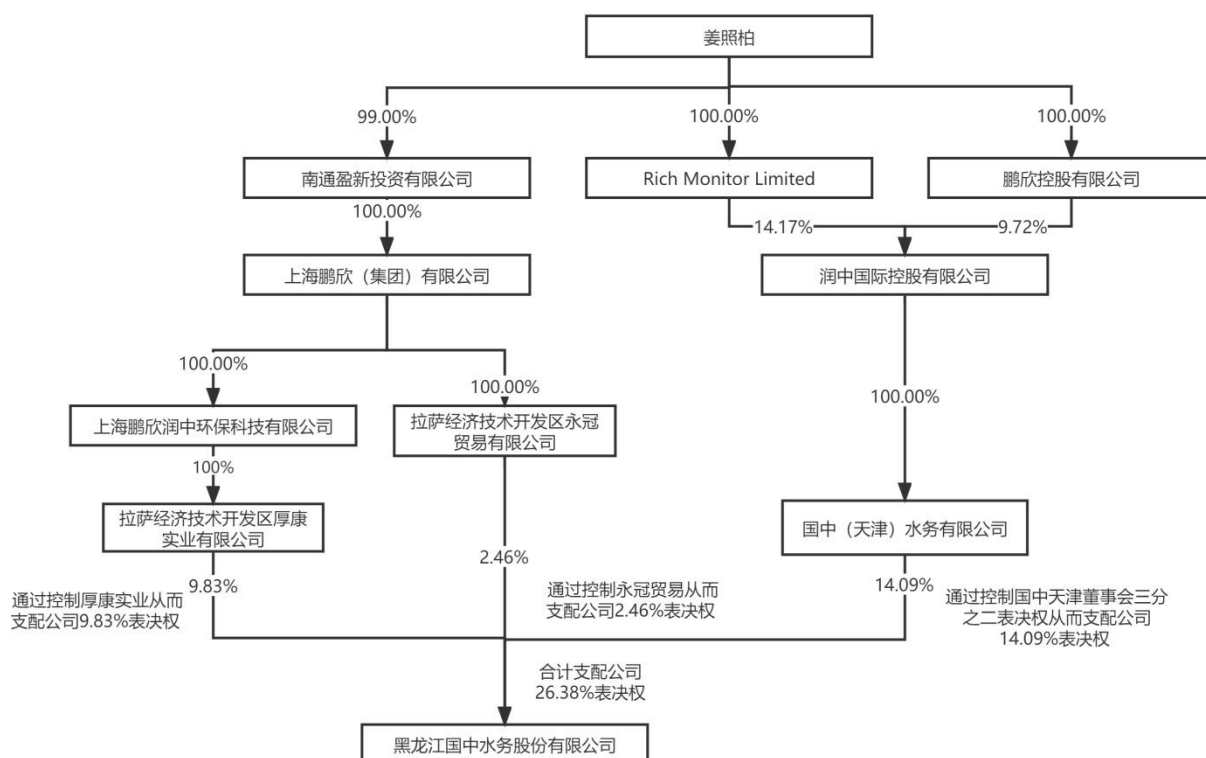 姜照柏
99.00%
100.00%
100.00%
南通盈新投资有限公司
Rich Monitor Limited
鹏欣控股有限公司
100.00%
14.17%
9.72%
上海鹏欣（集团）有限公司
润中国际控股有限公司
100.00%
100.00%
100.00%
上海鹏欣润中环保科技有限公司
拉萨经济技术开发区永冠
贸易有限公司
100%
拉萨经济技术开发区厚康
实业有限公司
国中（天津）水务有限公司
2.46%
9.83%
14.09%
通过控制厚康实业从而
支配公司9.83%表决权
通过控制永冠贸易从而
支配公司2.46%表决权
通过控制国中天津董事会三分
之二表决权从而支配公司
14.09%表决权
合计支配公司
26.38%表决权
黑龙江国中水务股份有限公司